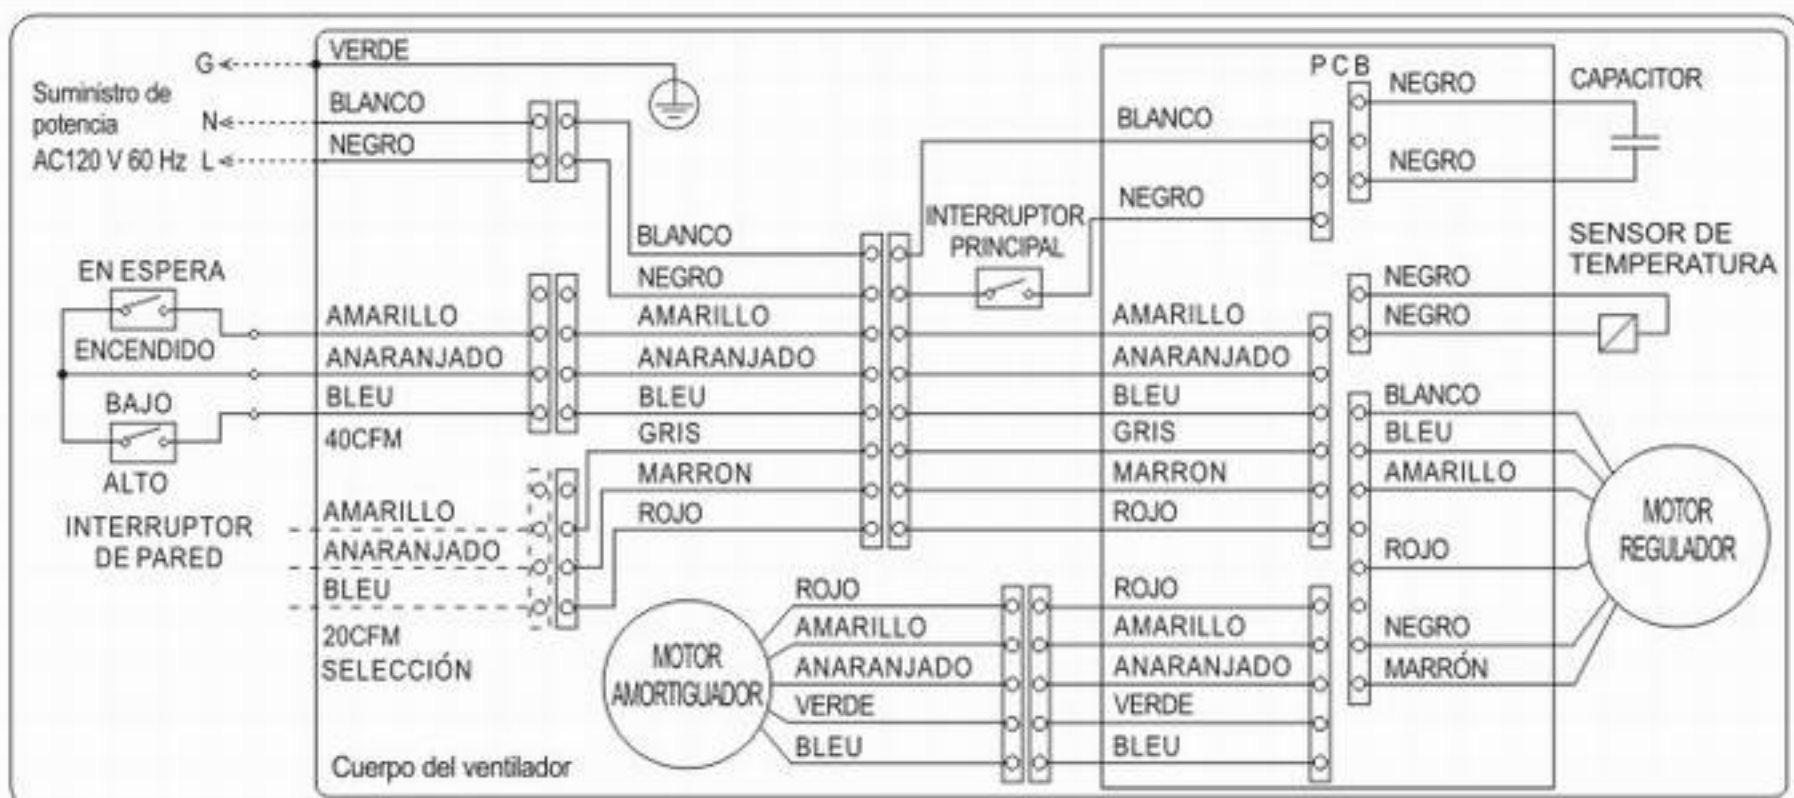 G
VERDE
Suministro de
potencia
AC120 V 60 Hz
N
BLANCO
L
NEGRO
EN ESPERA
ENCENDIDO
BAJO
ALTO
INTERRUPTOR
DE PARED
AMARILLO
ANARANJADO
BLEU
40CFM
AMARILLO
ANARANJADO
BLEU
20CFM
SELECCIÓN
Cuerpo del ventilador
BLANCO
NEGRO
AMARILLO
ANARANJADO
BLEU
GRIS
MARRON
ROJO
INTERRUPTOR
PRINCIPAL
MOTOR
AMORTIGUADOR
ROJO
AMARILLO
ANARANJADO
VERDE
BLEU
PCB
BLANCO
NEGRO
AMARILLO
ANARANJADO
BLEU
GRIS
MARRON
ROJO
ROJO
AMARILLO
ANARANJADO
VERDE
BLEU
NEGRO
NEGRO
CAPACITOR
NEGRO
NEGRO
SENSOR DE
TEMPERATURA
BLANCO
BLEU
AMARILLO
ROJO
NEGRO
MARRÓN
MOTOR
REGULADOR